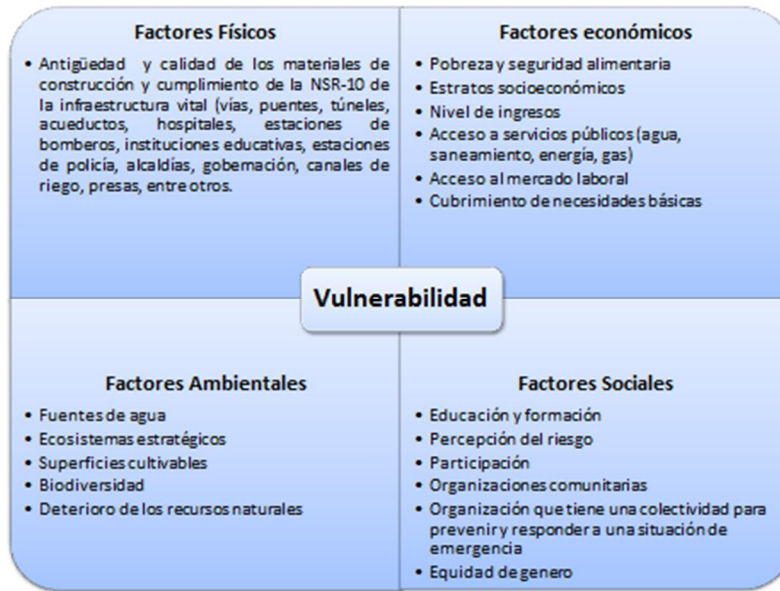 Factores Físicos
• Antigüedad y calidad de los materiales de
construcción y cumplimiento de la NSR-10 de
la infraestructura vital (vías, puentes, túneles,
acueductos, hospitales, estaciones de
bomberos, instituciones educativas, estaciones
de policía, alcaldías, gobernación, canales de
riego, presas, entre otros.
Factores económicos
• Pobreza y seguridad alimentaria
• Estratos socioeconómicos
• Nivel de ingresos
• Acceso a servicios públicos (agua,
saneamiento, energía, gas)
• Acceso al mercado laboral
• Cubrimiento de necesidades básicas
Vulnerabilidad
Factores Ambientales
• Fuentes de agua
• Ecosistemas estratégicos
• Superficies cultivables
• Biodiversidad
• Deterioro de los recursos naturales
Factores Sociales
• Educación y formación
• Percepción del riesgo
• Participación
• Organizaciones comunitarias
• Organización que tiene una colectividad para
prevenir y responder a una situación de
emergencia
• Equidad de genero